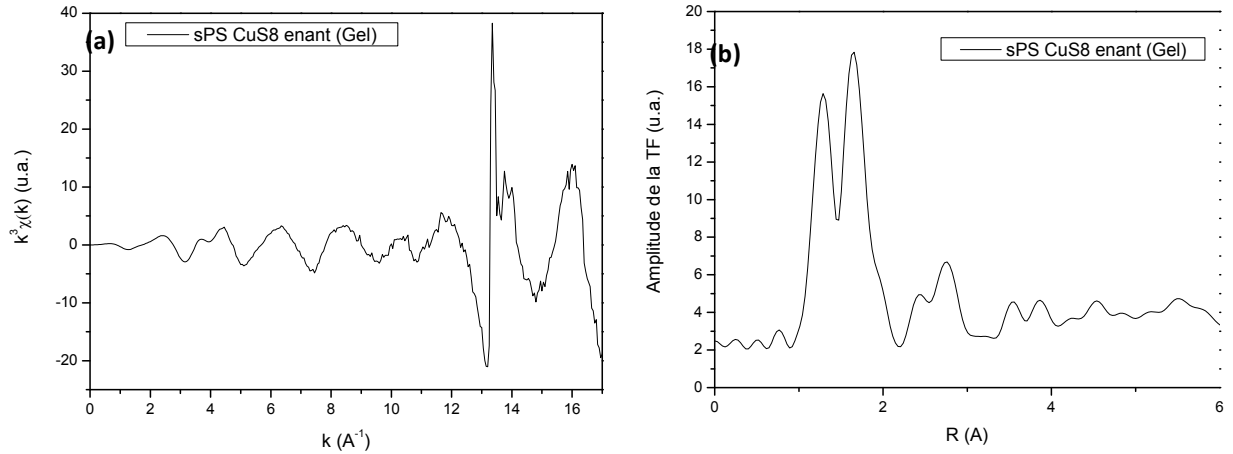 (a)
sPS CuS8 enant (Gel)
k³χ(k) (u.a.)
40
30
20
10
0
-10
-20
0 2 4 6 8 10 12 14 16
k (A⁻¹)
(b)
sPS CuS8 enant (Gel)
Amplitude de la TF (u.a.)
20
18
16
14
12
10
8
6
4
2
0
0 2 4 6
R (A)